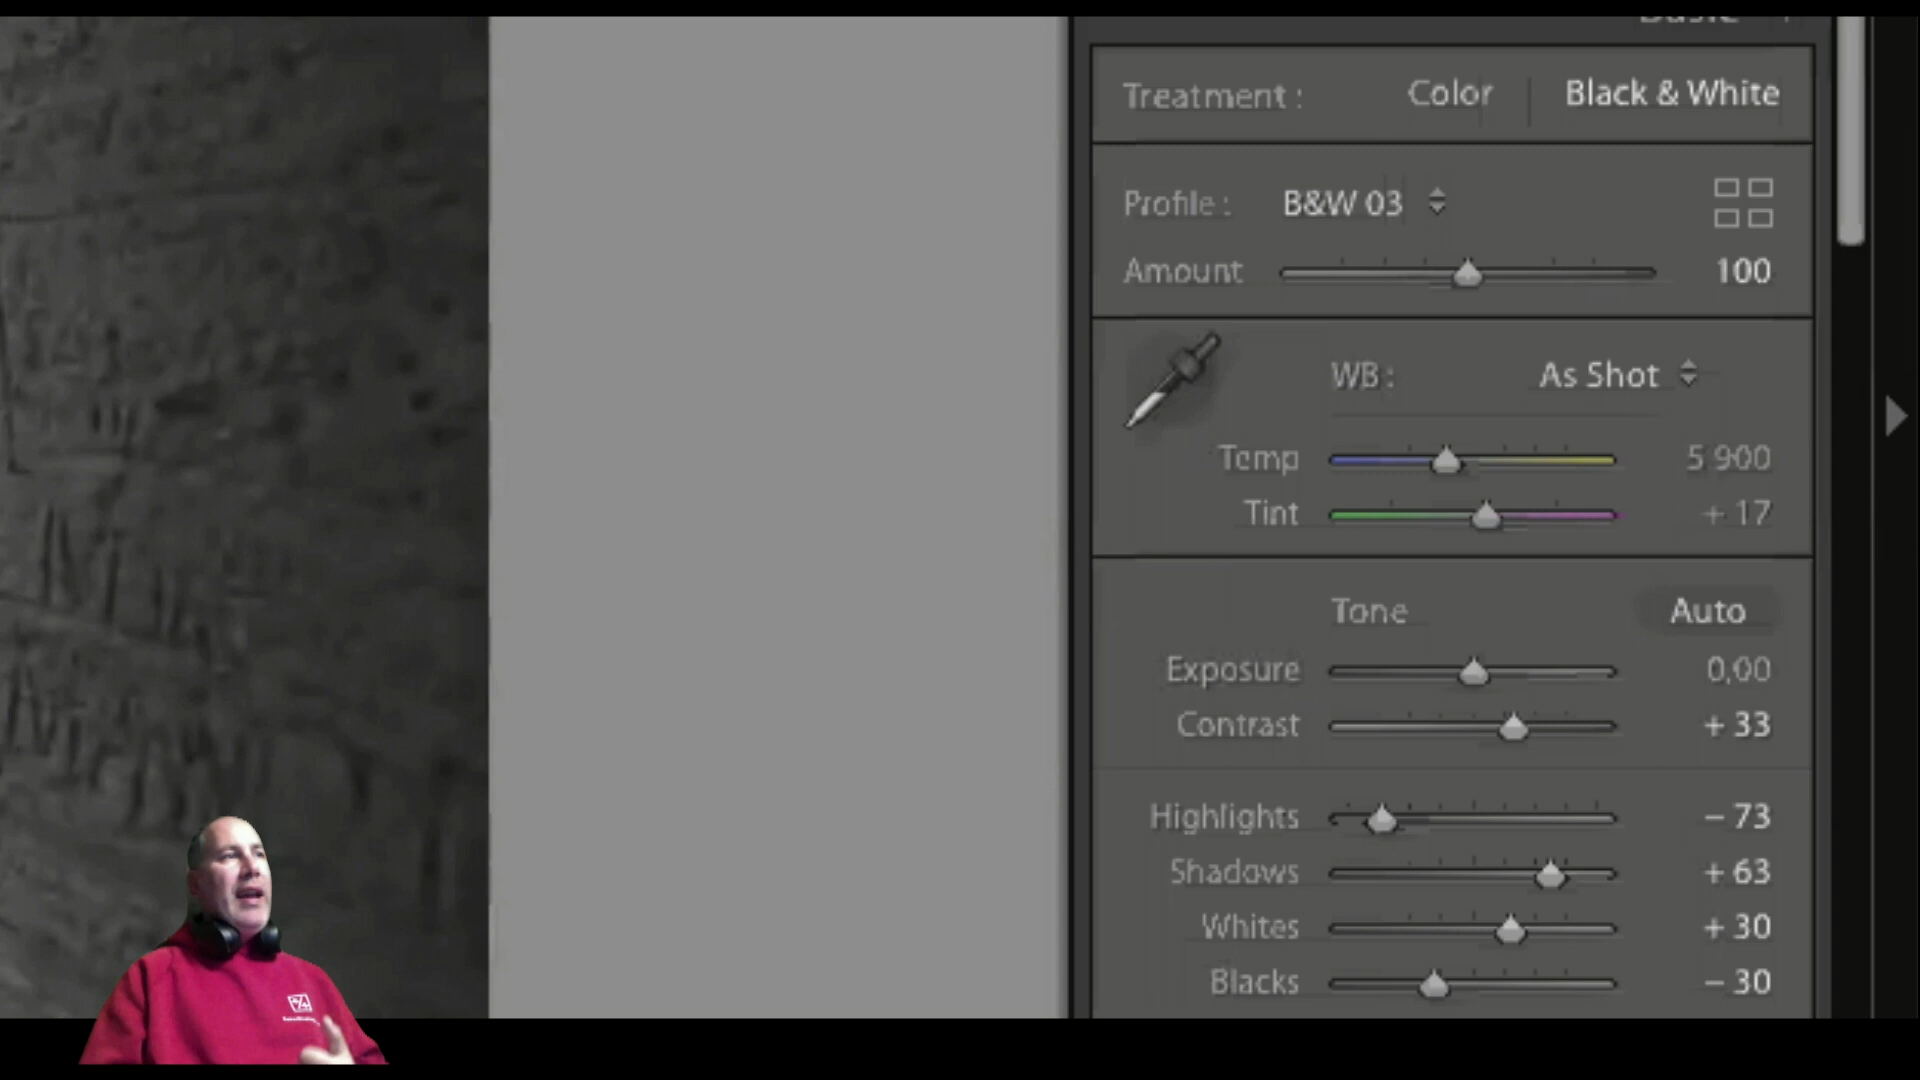 Basic
Treatment : Color | Black & White
Profile : B&W 03
Amount 100
WB : As Shot
Temp 5 900
Tint + 17
Tone Auto
Exposure 0,00
Contrast + 33
Highlights − 73
Shadows + 63
Whites + 30
Blacks − 30